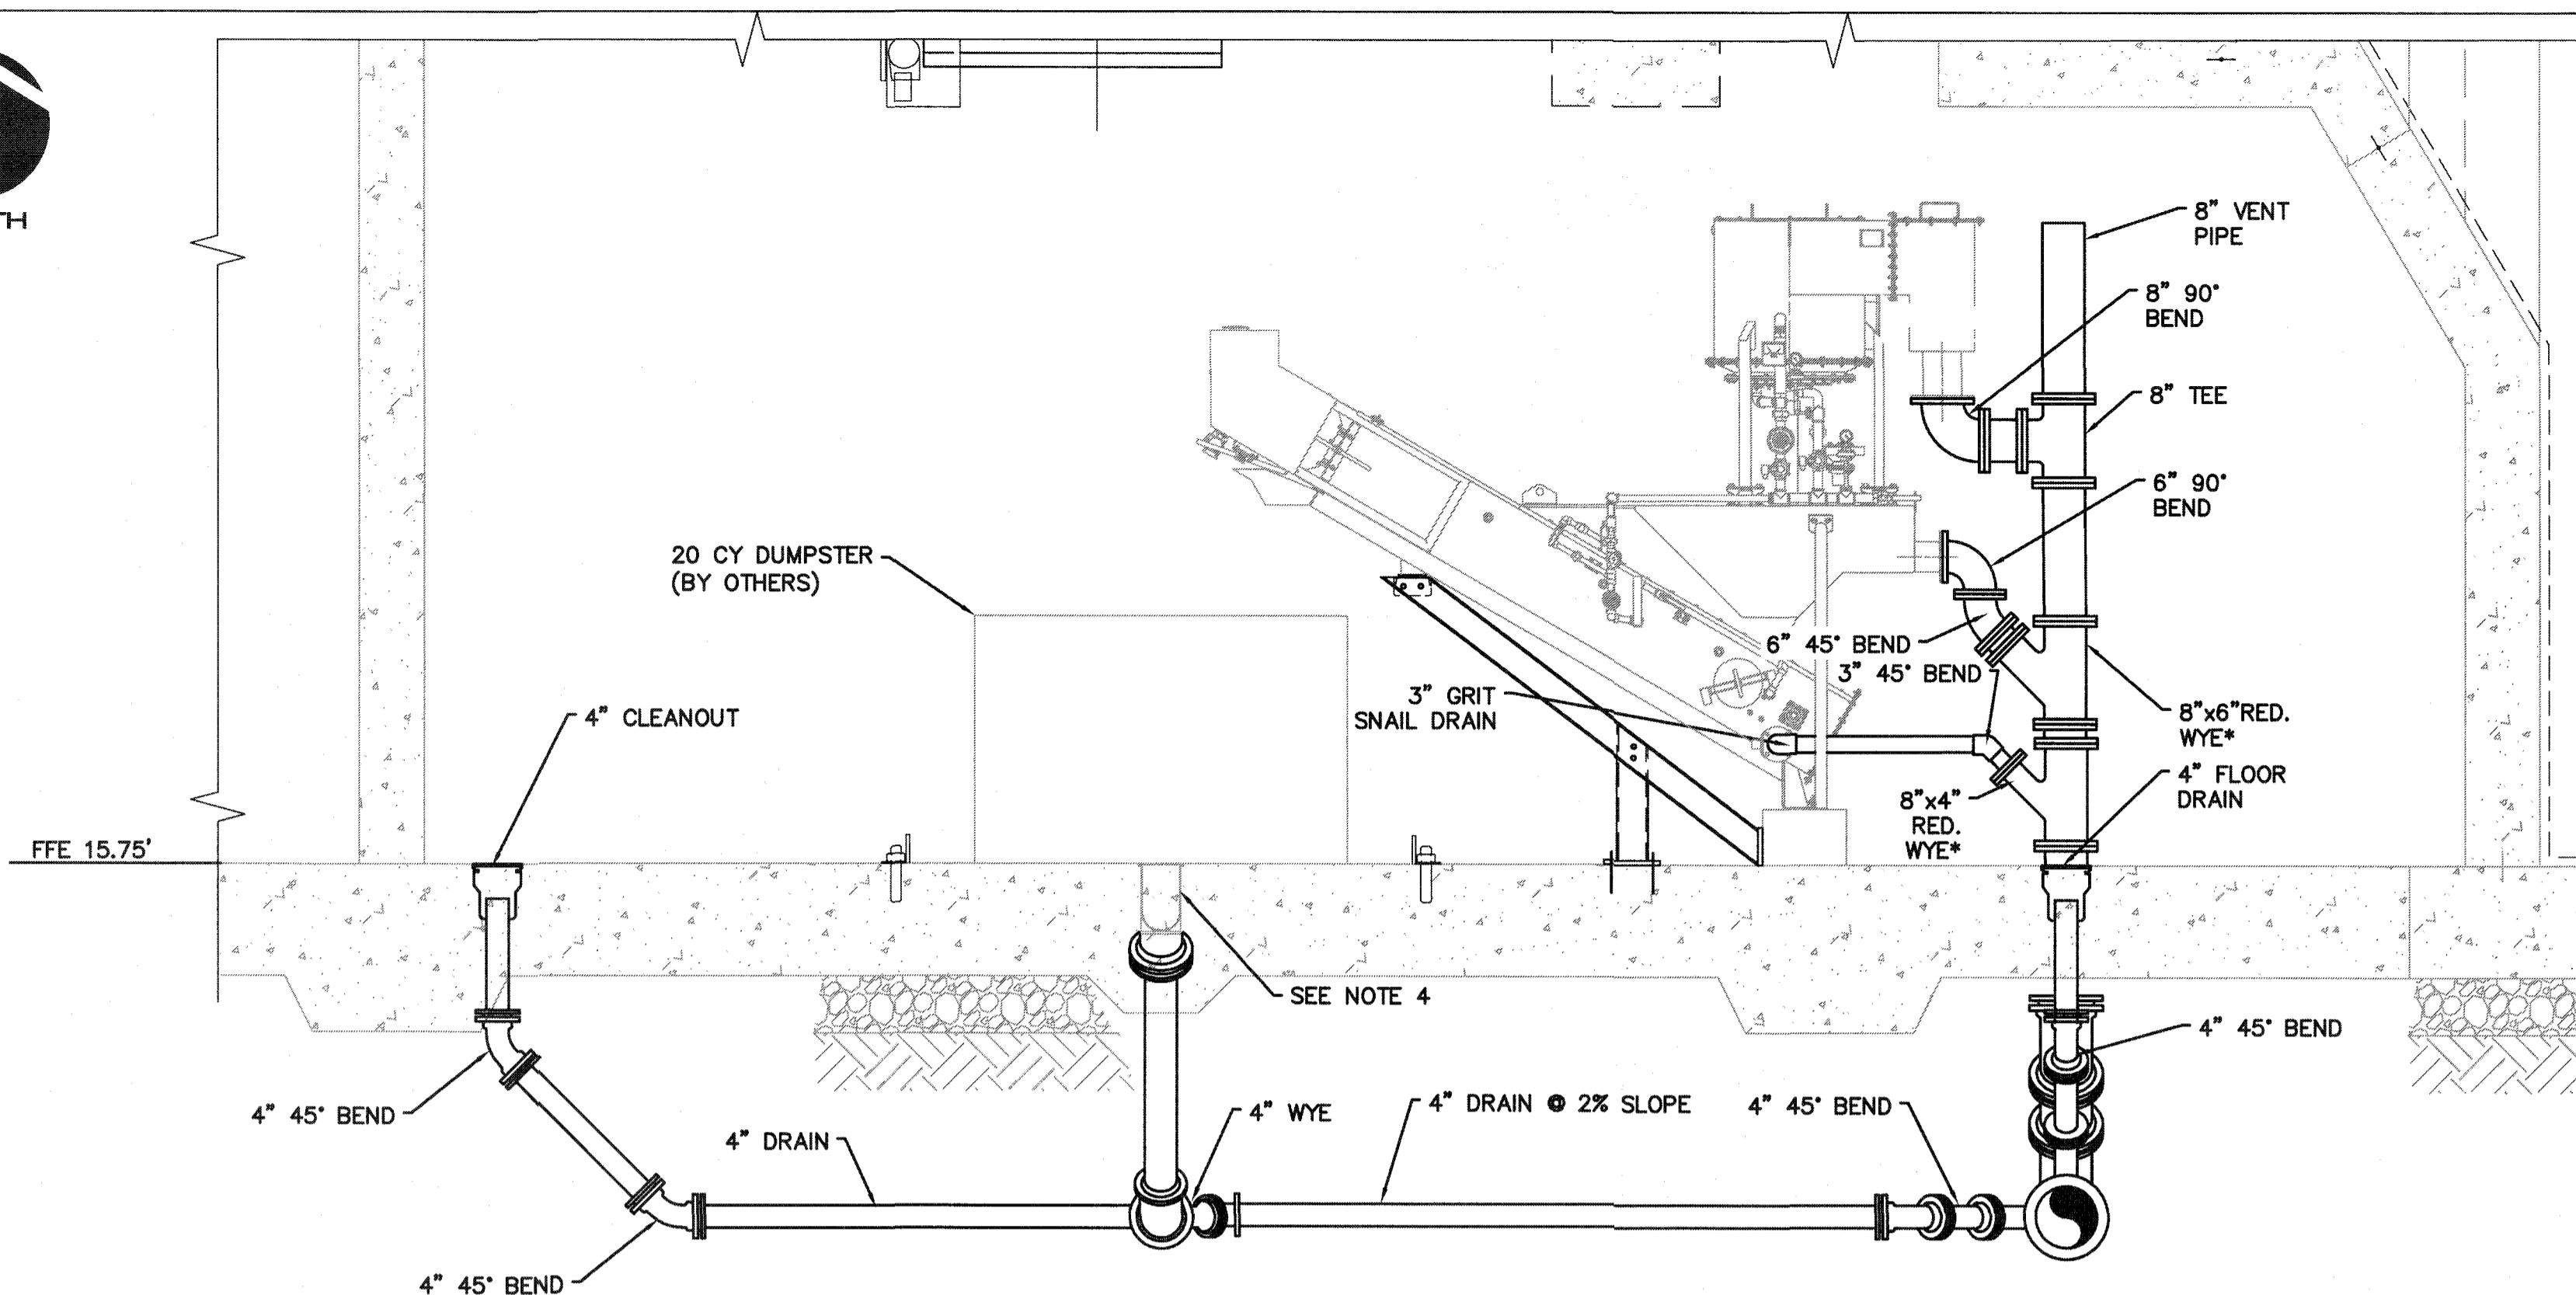 TH
8" VENT
PIPE
8" 90°
BEND
8" TEE
6" 90°
BEND
20 CY DUMPSTER
(BY OTHERS)
6" 45° BEND
3" 45° BEND
3" GRIT
SNAIL DRAIN
4" CLEANOUT
8"x6"RED.
WYE*
4" FLOOR
DRAIN
8"x4"
RED.
WYE*
FFE 15.75'
SEE NOTE 4
4" 45° BEND
4" 45° BEND
4" WYE
4" DRAIN @ 2% SLOPE
4" 45° BEND
4" DRAIN
4" 45° BEND